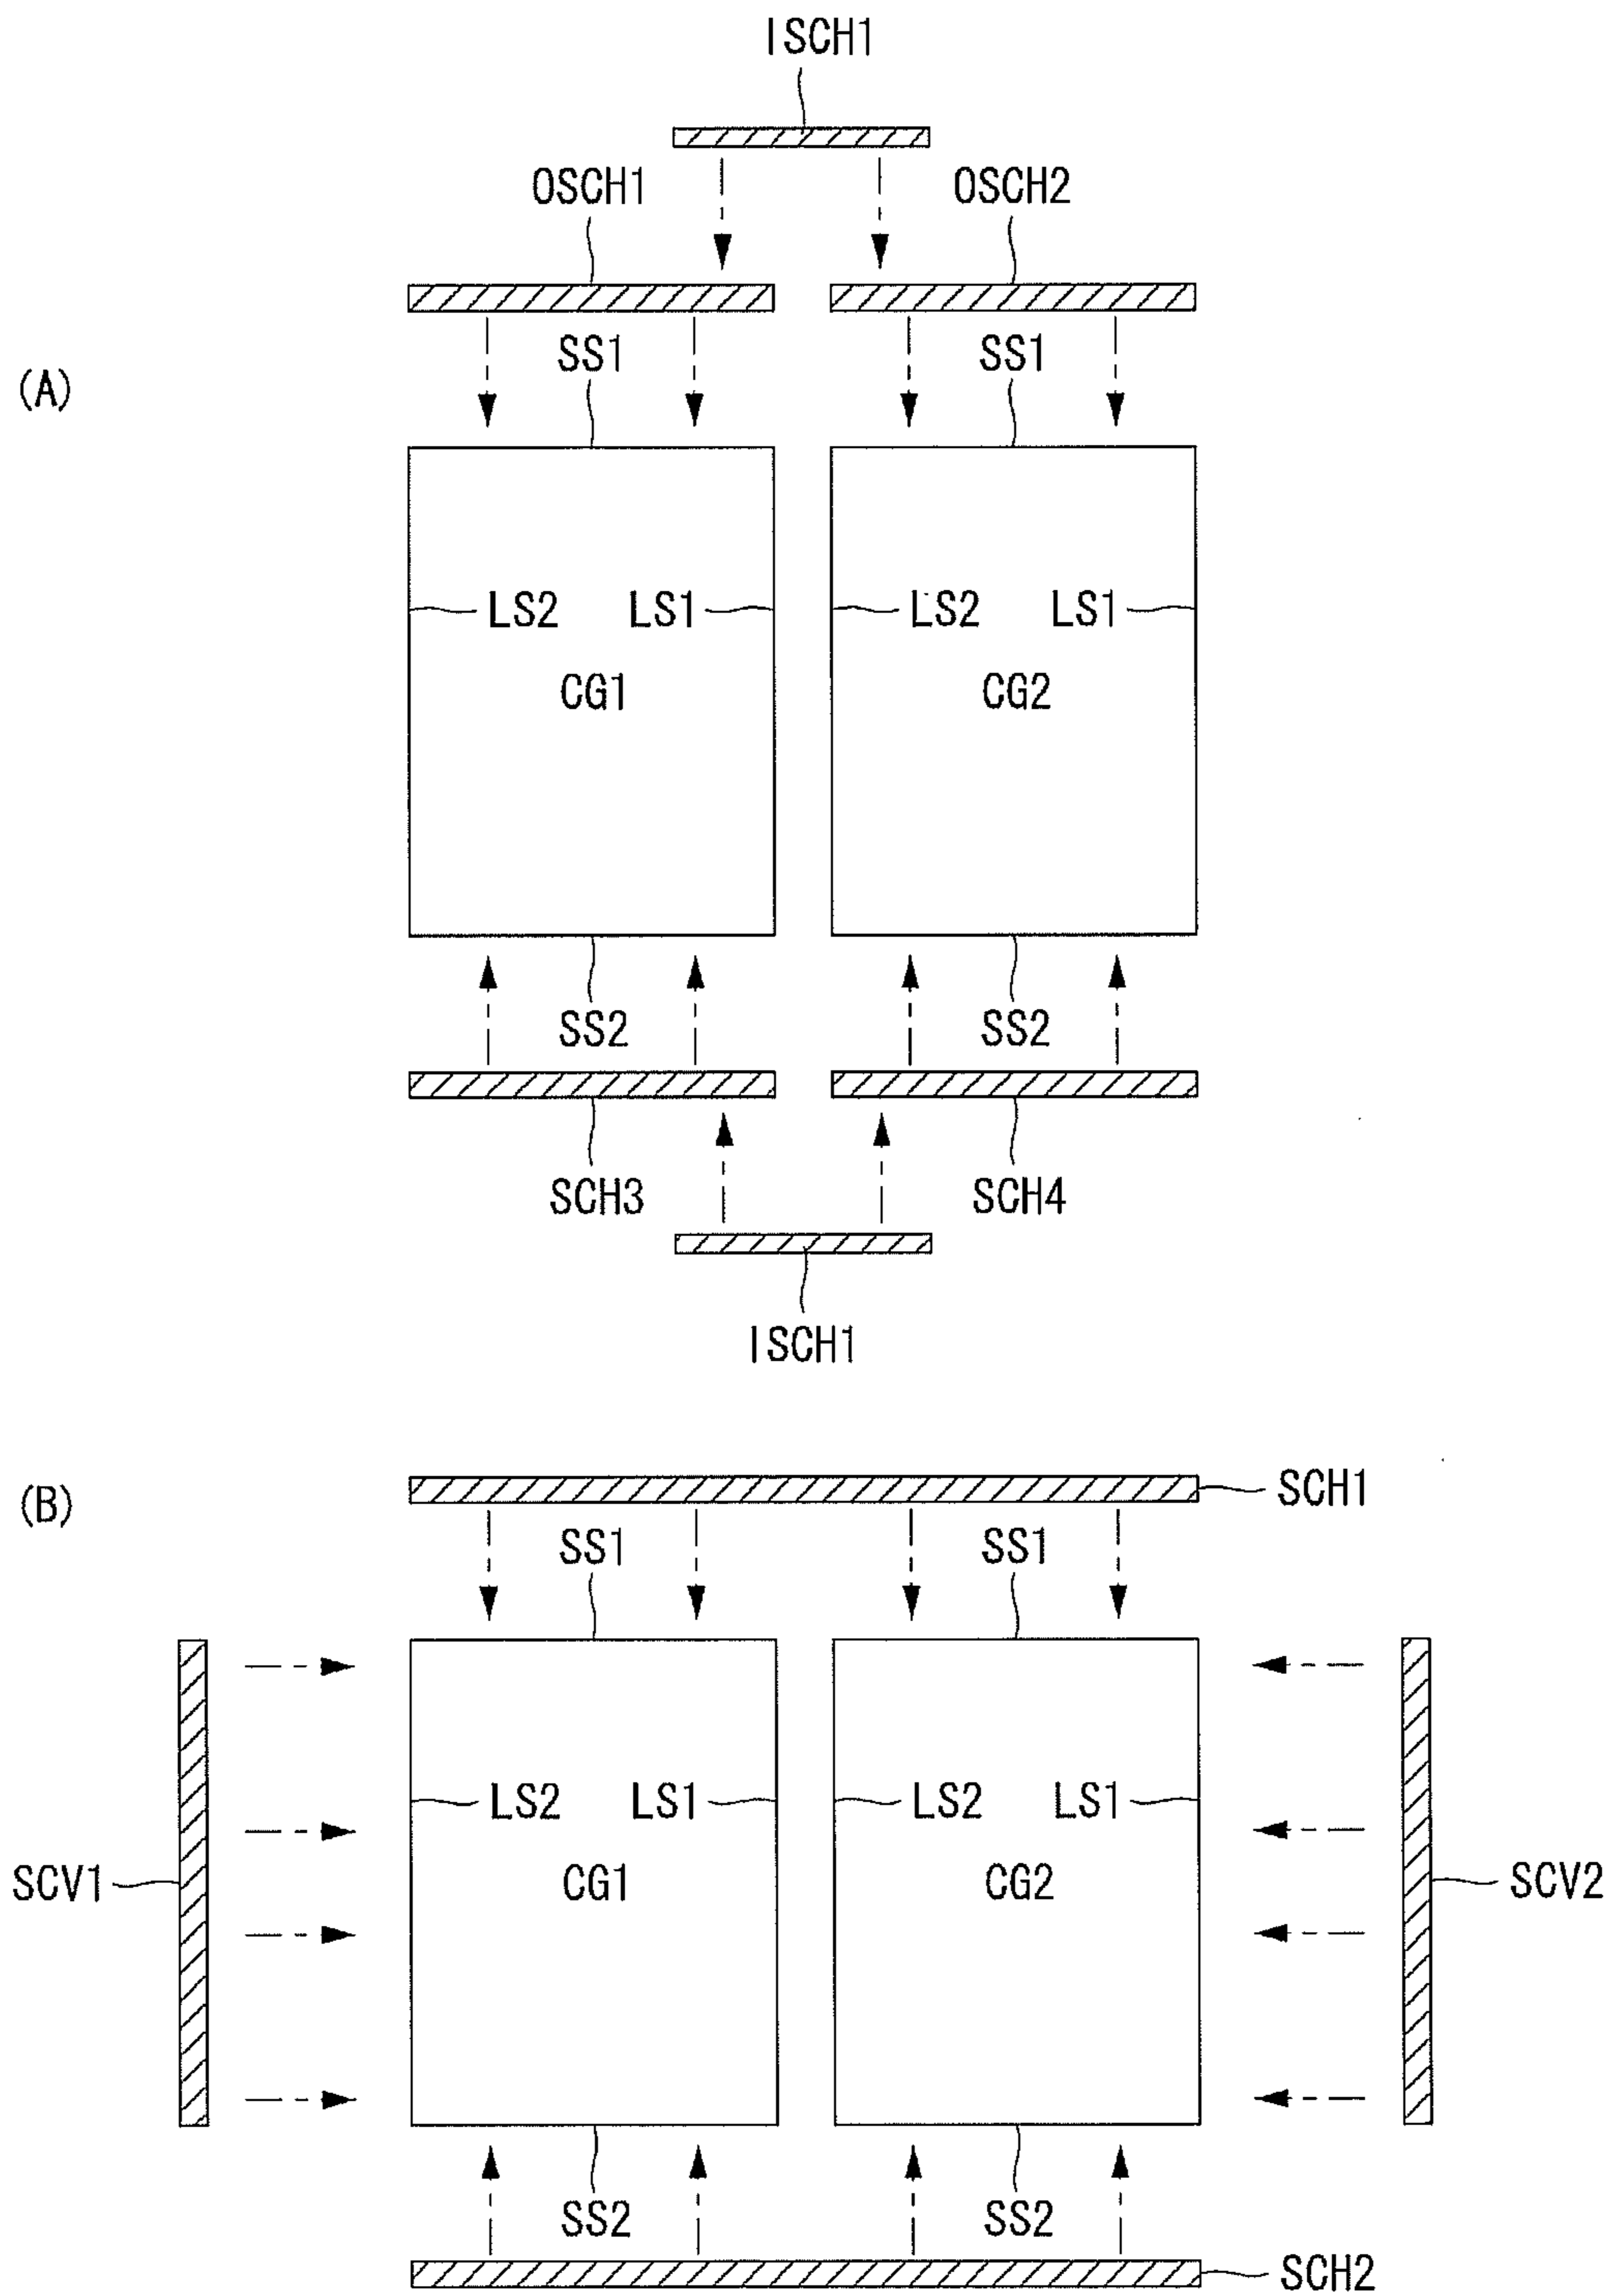 ISCH1
OSCH1 OSCH2
SS1 SS1
(A)
LS2 LS1 LS2 LS1
CG1 CG2
SS2 SS2
SCH3 SCH4
ISCH1
(B)
SCH1
SS1 SS1
LS2 LS1 LS2 LS1
SCV1 CG1 CG2 SCV2
SS2 SS2
SCH2